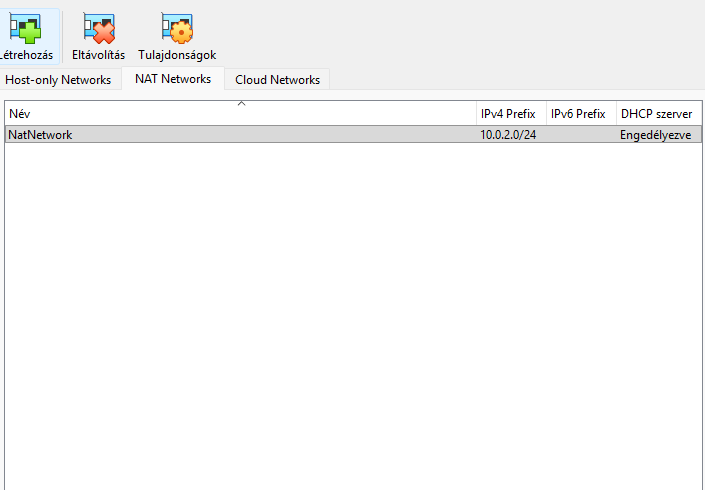 Létrehozás Eltávolítás Tulajdonságok
Host-only Networks NAT Networks Cloud Networks
Név IPv4 Prefix IPv6 Prefix DHCP szerver
NatNetwork 10.0.2.0/24 Engedélyezve